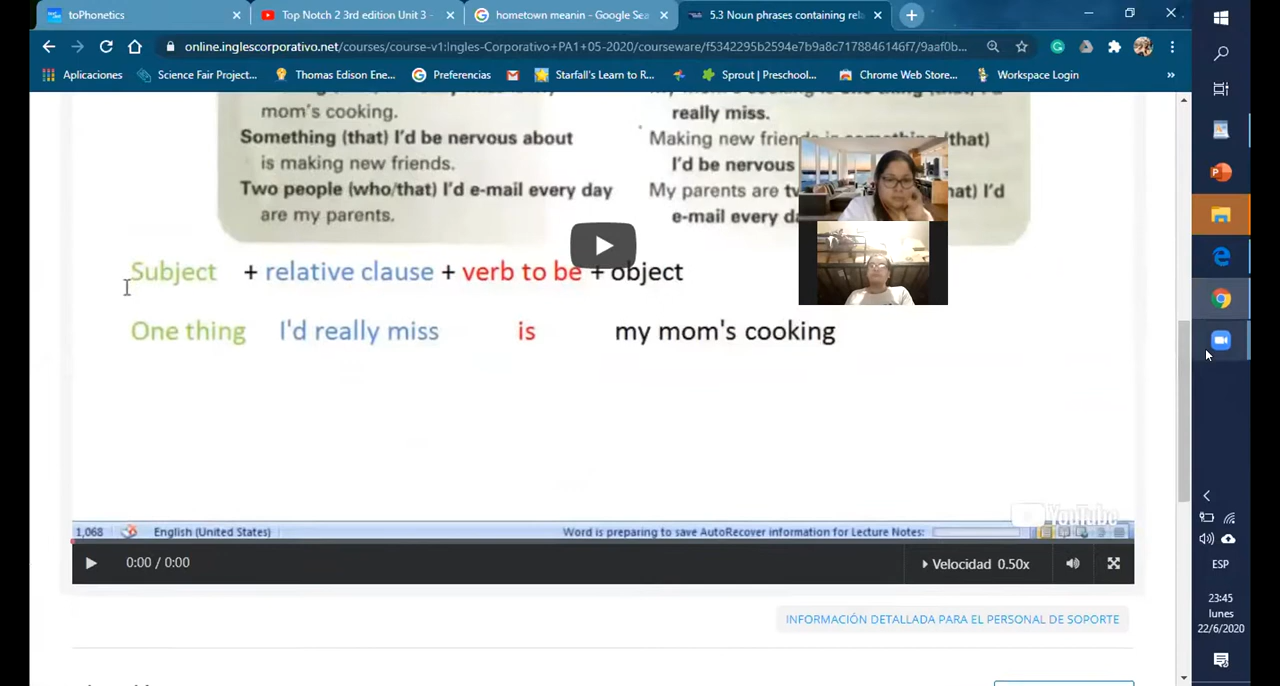 toPhonetics
Top Notch 2 3rd edition Unit 3 -
hometown meanin - Google Sea
5.3 Noun phrases containing rel
online.inglescorporativo.net/courses/course-v1:Ingles-Corporativo+PA1+05-2020/courseware/f5342295b2594e7b9a8c7178846146f7/9aaf0b...
Aplicaciones
Science Fair Project...
Thomas Edison Ene...
Preferencias
Starfall's Learn to R...
Sprout | Preschool...
Chrome Web Store...
Workspace Login
mom's cooking.
Something (that) I'd be nervous about
is making new friends.
Two people (who/that) I'd e-mail every day
are my parents.
really miss.
Making new friends is something (that)
I'd be nervous
My parents are
hat) I'd
e-mail every da
Subject + relative clause + verb to be + object
One thing I'd really miss is my mom's cooking
YouTube
1,068 English (United States) Word is preparing to save AutoRecover information for Lecture Notes:
0:00 / 0:00
Velocidad 0.50x
INFORMACIÓN DETALLADA PARA EL PERSONAL DE SOPORTE
ESP
23:45
lunes
22/6/2020